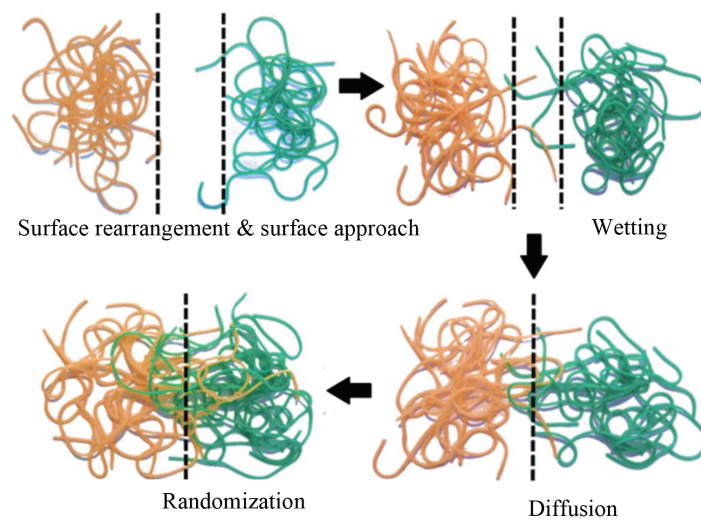 Surface rearrangement & surface approach
Wetting
Randomization
Diffusion